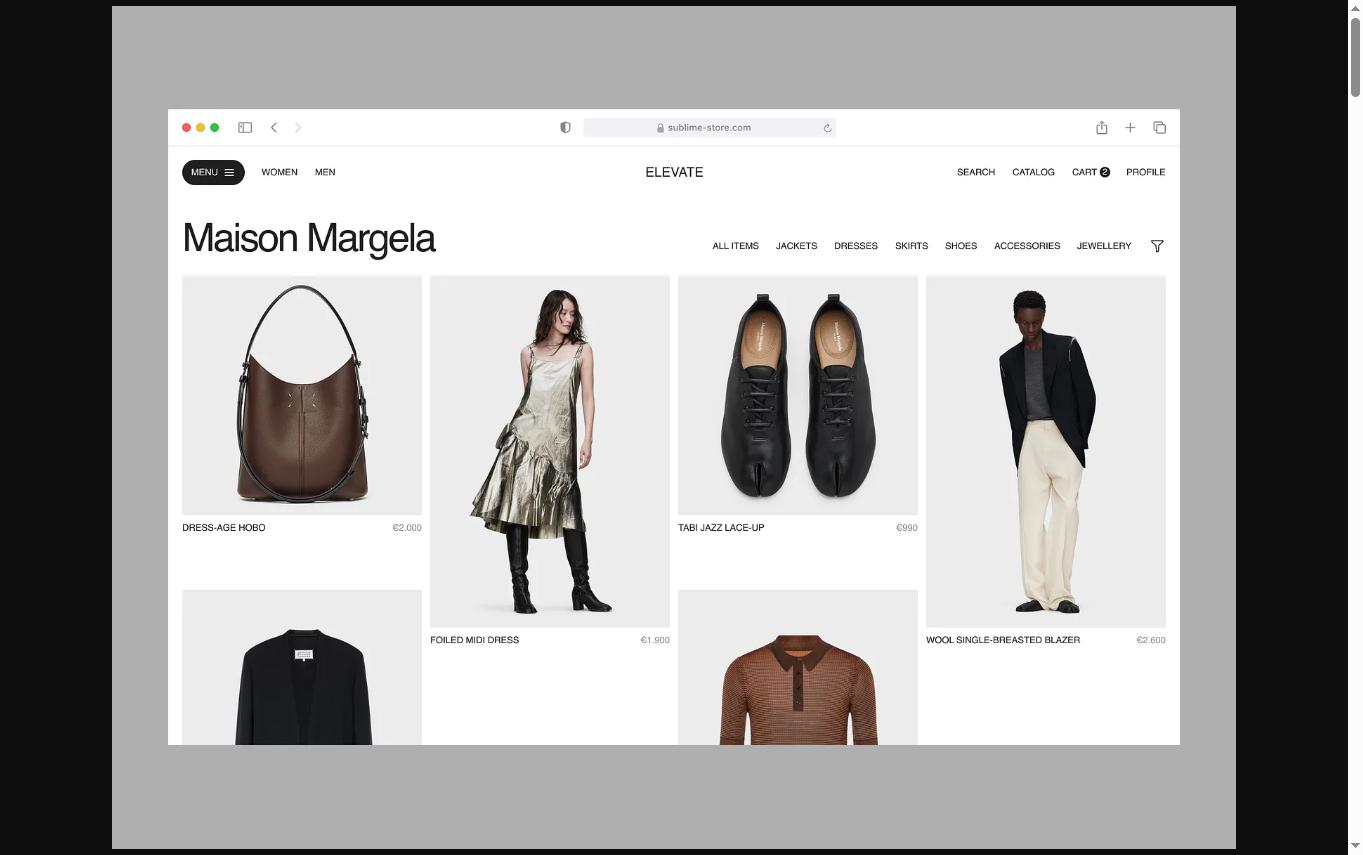 sublime-store.com
MENU WOMEN MEN ELEVATE SEARCH CATALOG CART 2 PROFILE
Maison Margela
ALL ITEMS JACKETS DRESSES SKIRTS SHOES ACCESSORIES JEWELLERY
DRESS-AGE HOBO €2.000
TABI JAZZ LACE-UP €990
FOILED MIDI DRESS €1.900
WOOL SINGLE-BREASTED BLAZER €2.600